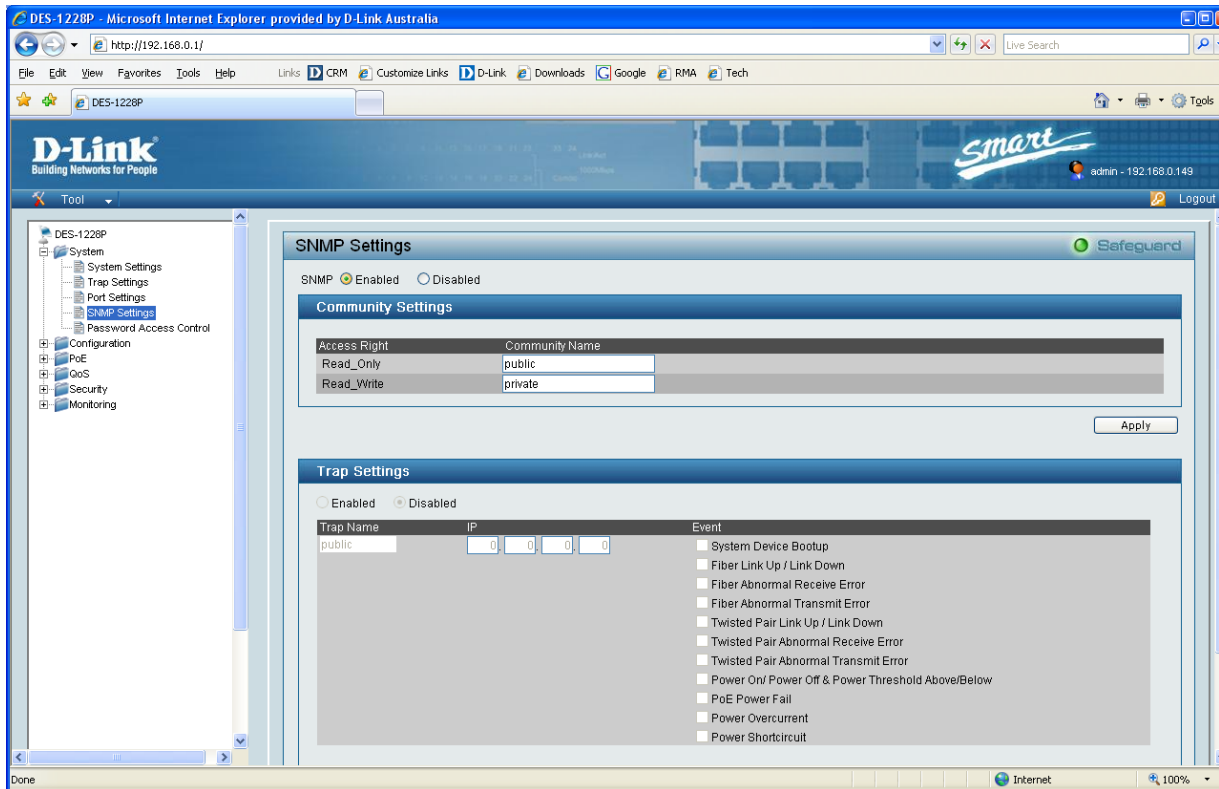 DES-1228P - Microsoft Internet Explorer provided by D-Link Australia
http://192.168.0.1/
Live Search
File Edit View Favorites Tools Help Links CRM Customize Links D-Link Downloads Google RMA Tech
DES-1228P
Tools
D-Link
Building Networks for People
smart
admin - 192.168.0.149
Tool
Logout
DES-1228P
System
System Settings
Trap Settings
Port Settings
SNMP Settings
Password Access Control
Configuration
PoE
QoS
Security
Monitoring
SNMP Settings
Safeguard
SNMP Enabled Disabled
Community Settings
Access Right Community Name
Read_Only public
Read_Write private
Apply
Trap Settings
Enabled Disabled
Trap Name IP Event
public 0. 0. 0. 0
System Device Bootup
Fiber Link Up / Link Down
Fiber Abnormal Receive Error
Fiber Abnormal Transmit Error
Twisted Pair Link Up / Link Down
Twisted Pair Abnormal Receive Error
Twisted Pair Abnormal Transmit Error
Power On/ Power Off & Power Threshold Above/Below
PoE Power Fail
Power Overcurrent
Power Shortcircuit
Done
Internet
100%